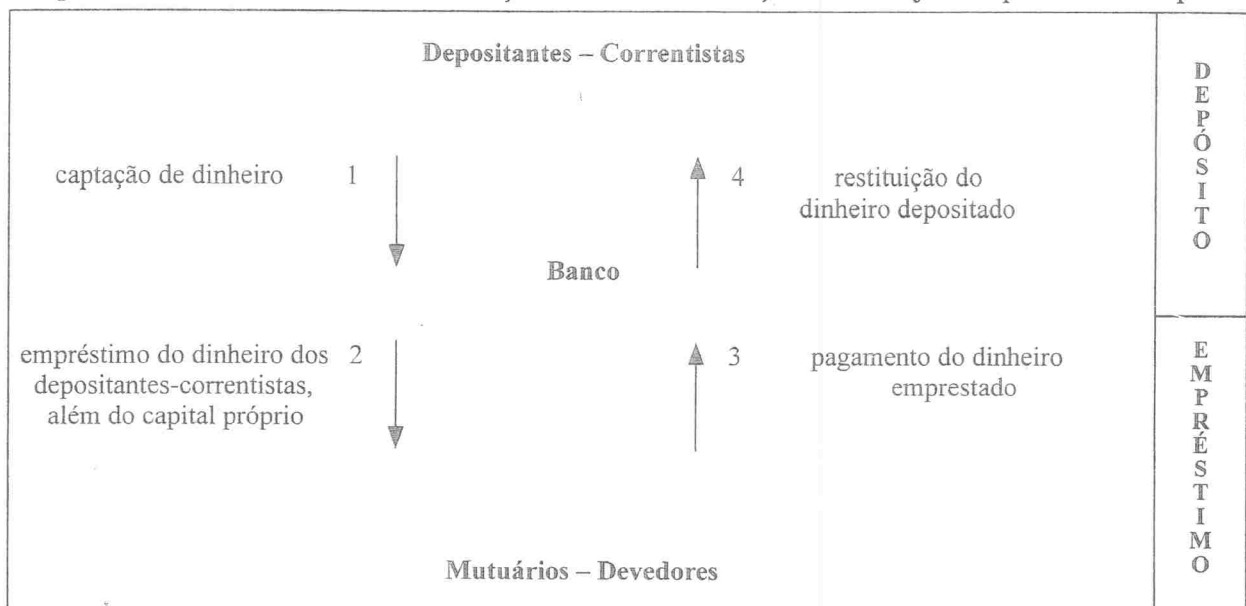 Depositantes – Correntistas
captação de dinheiro 1
4 restituição do
dinheiro depositado
Banco
empréstimo do dinheiro dos 2
depositantes-correntistas,
além do capital próprio
3 pagamento do dinheiro
emprestado
Mutuários – Devedores
DEPÓSITO
EMPRÉSTIMO